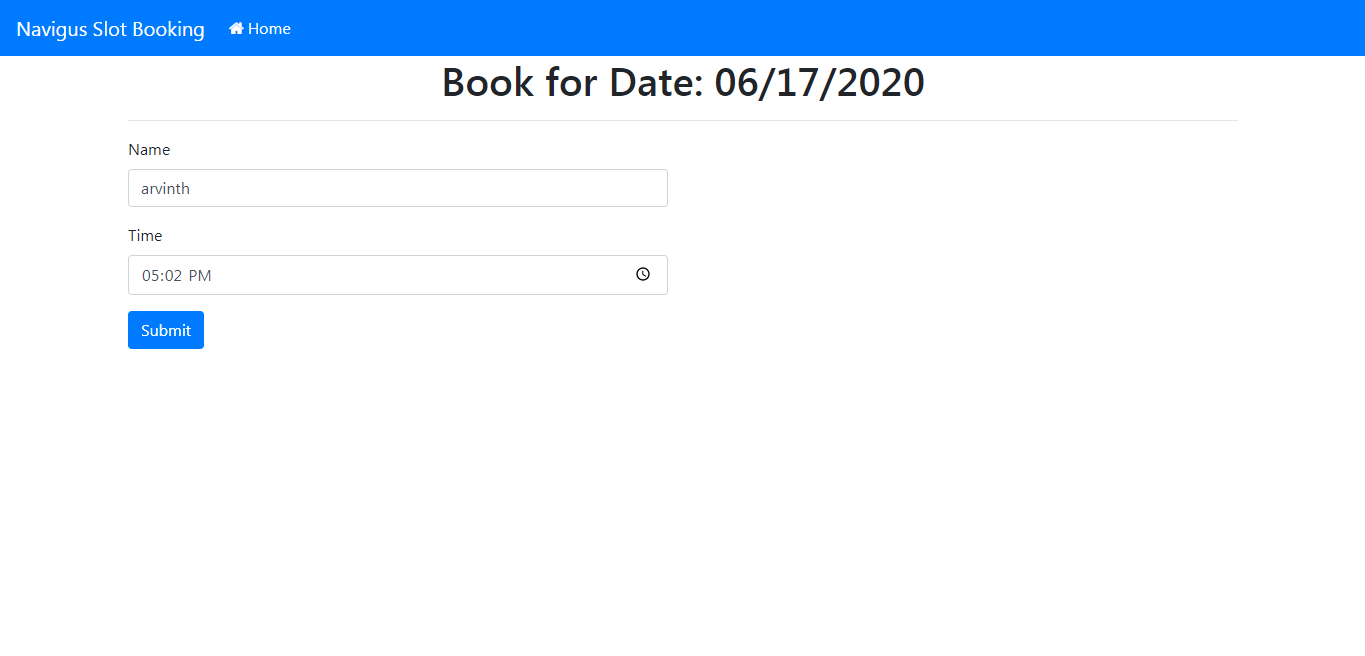 Navigus Slot Booking Home
Book for Date: 06/17/2020
Name
arvinth
Time
05:02 PM
Submit